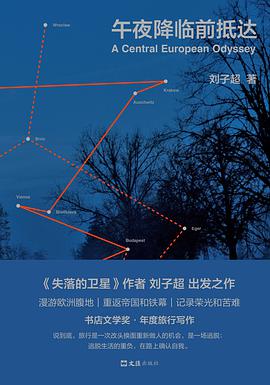 午夜降临前抵达
A Central European Odyssey
刘子超 著
Wroclaw
Krakow
Auschwitz
Brno
Vienna
Bratislava
Eger
Budapest
《失落的卫星》作者 刘子超 出发之作
漫游欧洲腹地｜重返帝国和铁幕｜记录荣光和苦难
书店文学奖·年度旅行写作
说到底，旅行是一次改头换面重新做人的机会，是一场逃脱：
逃脱生活的重负，在路上确认自我。
文汇出版社